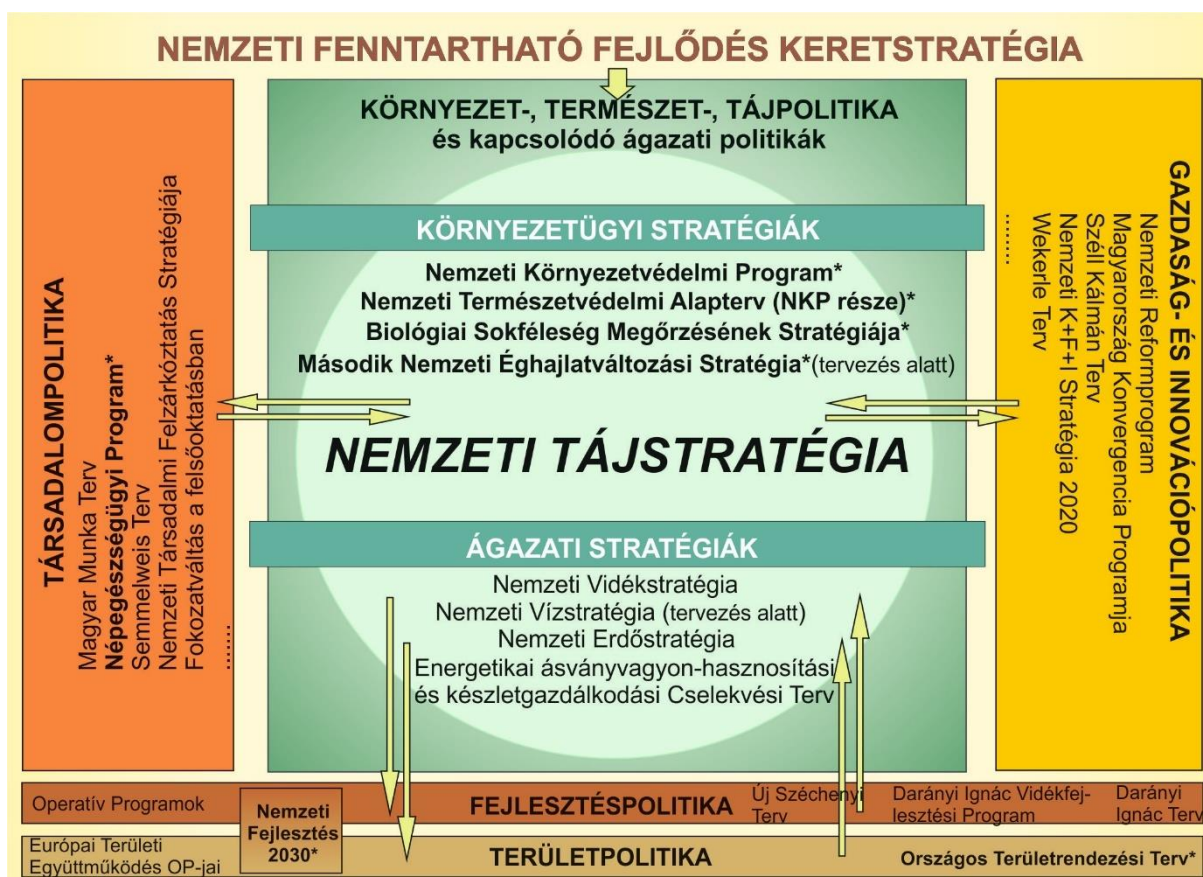 NEMZETI FENNTARTHATÓ FEJLŐDÉS KERETSTRATÉGIA
KÖRNYEZET-, TERMÉSZET-, TÁJPOLITIKA
és kapcsolódó ágazati politikák
TÁRSADALOMPOLITIKA
Magyar Munka Terv
Népegészségügyi Program*
Semmelweis Terv
Nemzeti Társadalmi Felzárkóztatás Stratégiája
Fokozatváltás a felsőoktatásban
........
KÖRNYEZETÜGYI STRATÉGIÁK
Nemzeti Környezetvédelmi Program*
Nemzeti Természetvédelmi Alapterv (NKP része)*
Biológiai Sokféleség Megőrzésének Stratégiája*
Második Nemzeti Éghajlatváltozási Stratégia*(tervezés alatt)
NEMZETI TÁJSTRATÉGIA
ÁGAZATI STRATÉGIÁK
Nemzeti Vidékstratégia
Nemzeti Vízstratégia (tervezés alatt)
Nemzeti Erdőstratégia
Energetikai ásványvagyon-hasznosítási
és készletgazdálkodási Cselekvési Terv
GAZDASÁG- ÉS INNOVÁCIÓPOLITIKA
Nemzeti Reformprogram
Magyarország Konvergencia Programja
Széll Kálmán Terv
Nemzeti K+F+I Stratégia 2020
Wekerle Terv
........
Operatív Programok
Nemzeti
Fejlesztés
2030*
FEJLESZTÉSPOLITIKA
Új Széchenyi
Terv
Darányi Ignác Vidékfej-
lesztési Program
Darányi
Ignác Terv
Európai Területi
Együttműködés OP-jai
TERÜLETPOLITIKA
Országos Területrendezési Terv*